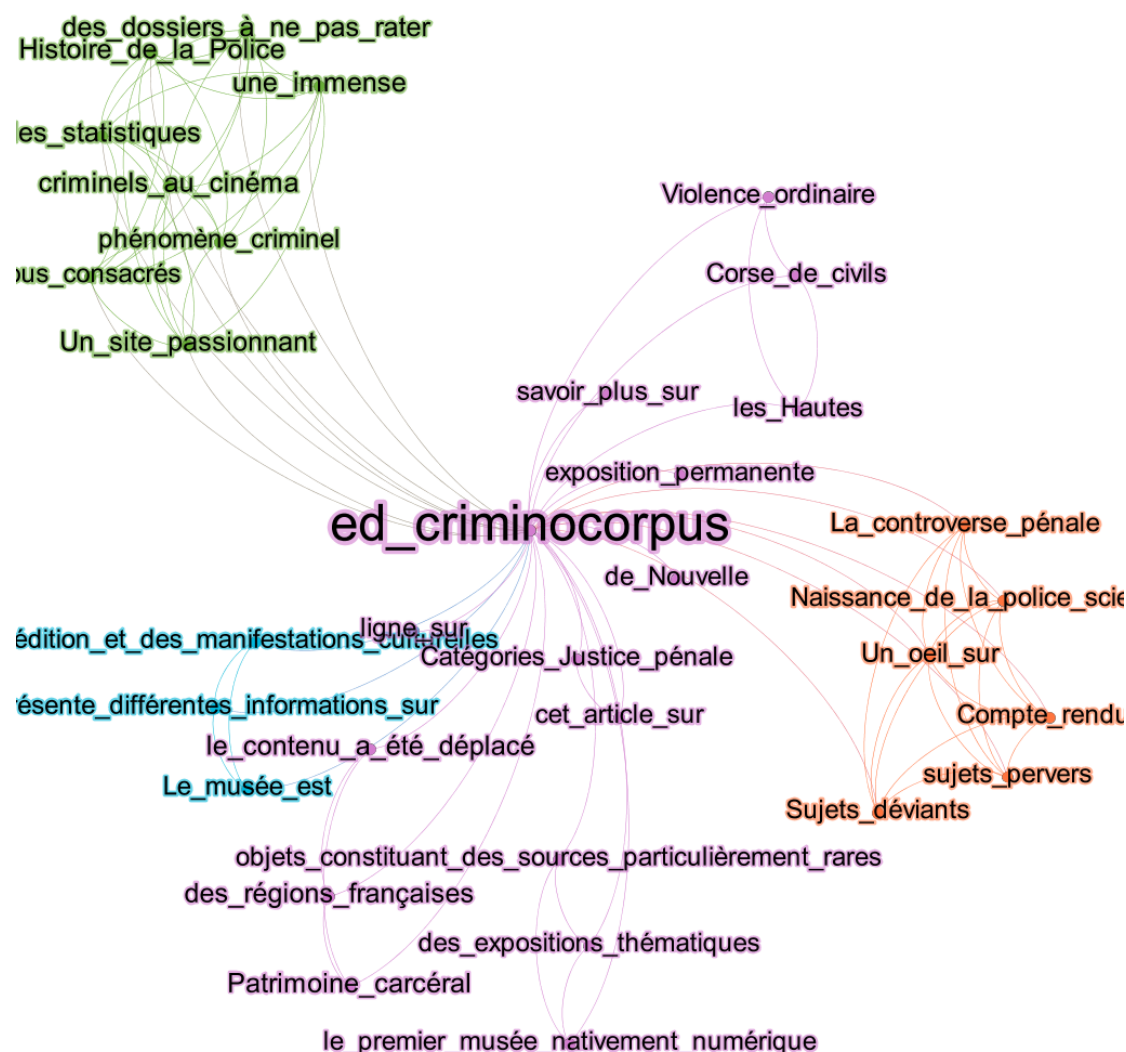 des_dossiers_à_ne_pas_rater
Histoire_de_la_Police
une_immense
les_statistiques
criminels_au_cinéma
phénomène_criminel
ous_consacrés
Un_site_passionnant
Violence_ordinaire
Corse_de_civils
savoir_plus_sur
les_Hautes
exposition_permanente
ed_criminocorpus
La_controverse_pénale
de_Nouvelle
Naissance_de_la_police_scie
ligne_sur
édition_et_des_manifestations_culturelles
Catégories_Justice_pénale
Un_oeil_sur
résente_différentes_informations_sur
cet_article_sur
Compte_rendu
le_contenu_a_été_déplacé
sujets_pervers
Le_musée_est
Sujets_déviants
objets_constituant_des_sources_particulièrement_rares
des_régions_françaises
des_expositions_thématiques
Patrimoine_carcéral
le_premier_musée_nativement_numérique